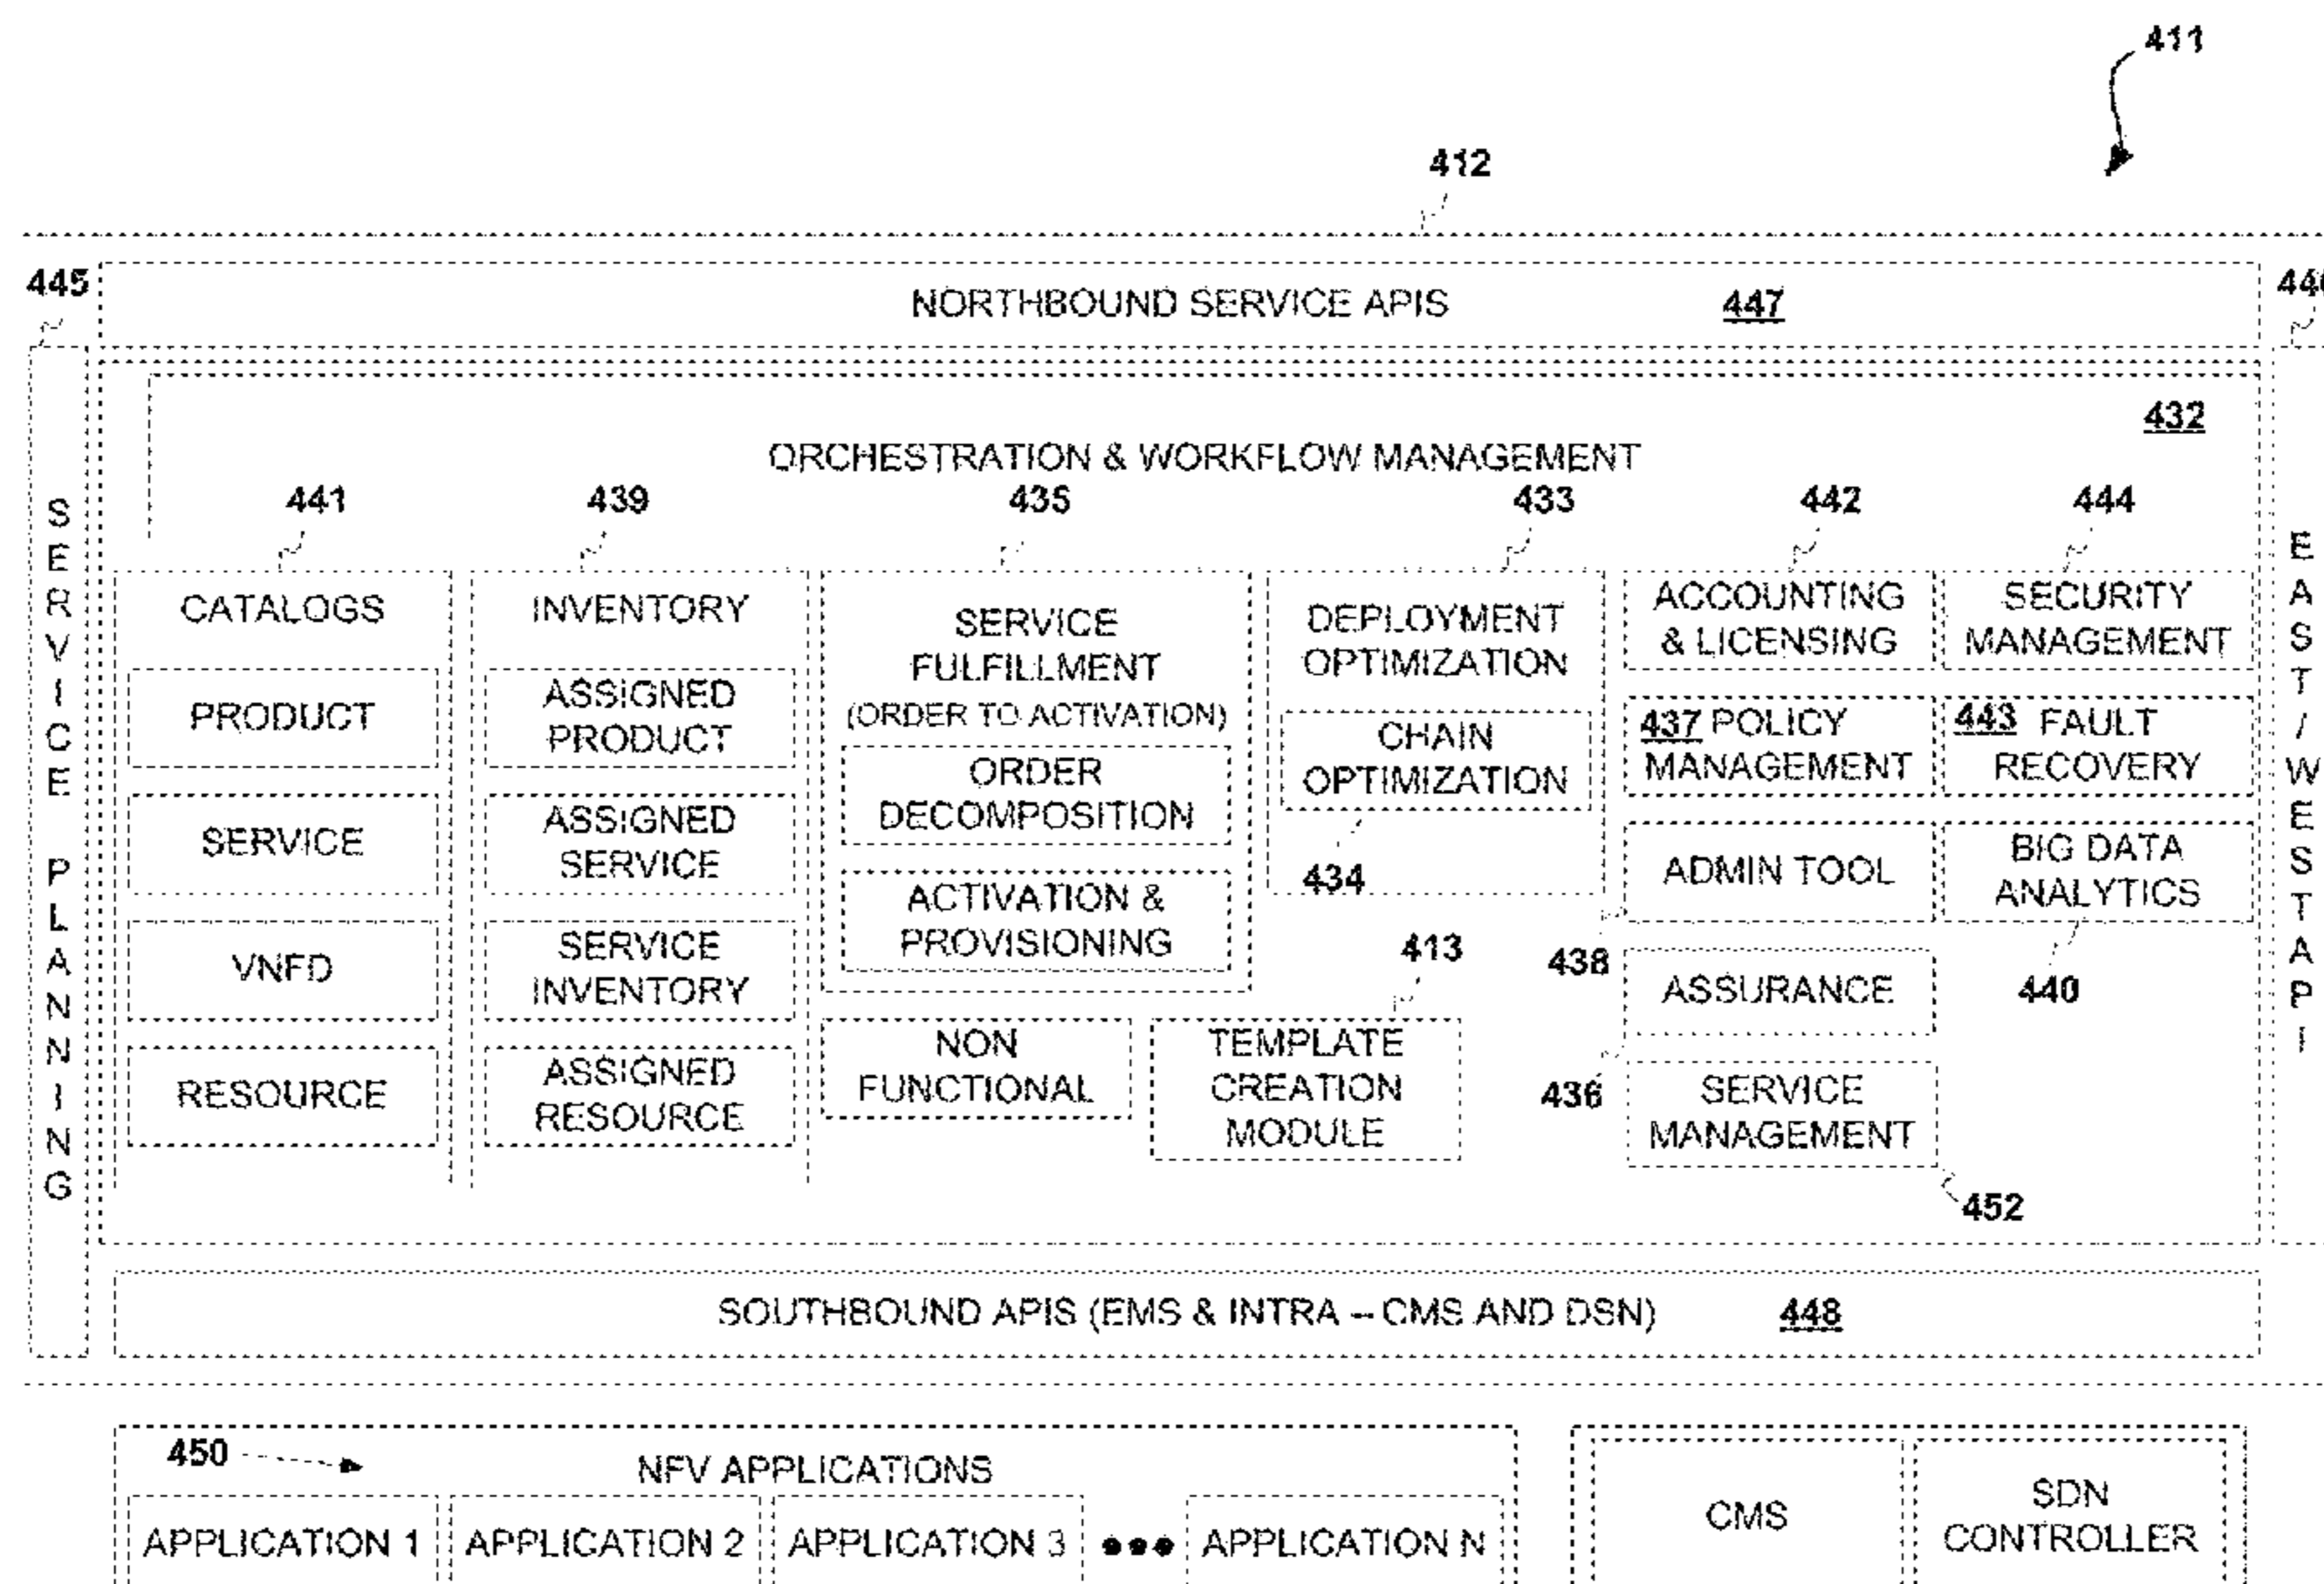 411
412
445
NORTHBOUND SERVICE APIS 447
432
ORCHESTRATION & WORKFLOW MANAGEMENT
441 439 435 433 442 444
SERVICE PLANNING
CATALOGS
PRODUCT
SERVICE
VNFD
RESOURCE
INVENTORY
ASSIGNED
PRODUCT
ASSIGNED
SERVICE
SERVICE
INVENTORY
ASSIGNED
RESOURCE
SERVICE
FULFILLMENT
(ORDER TO ACTIVATION)
ORDER
DECOMPOSITION
ACTIVATION &
PROVISIONING
NON
FUNCTIONAL
DEPLOYMENT
OPTIMIZATION
CHAIN
OPTIMIZATION
434
413
TEMPLATE
CREATION
MODULE
ACCOUNTING
& LICENSING
437 POLICY
MANAGEMENT
ADMIN TOOL
438
ASSURANCE
436
SERVICE
MANAGEMENT
452
SECURITY
MANAGEMENT
443 FAULT
RECOVERY
BIG DATA
ANALYTICS
440
EAST/WESTAPI
SOUTHBOUND APIS (EMS & INTRA -- CMS AND DSN) 448
450
NFV APPLICATIONS
APPLICATION 1
APPLICATION 2
APPLICATION 3
APPLICATION N
CMS
SDN
CONTROLLER